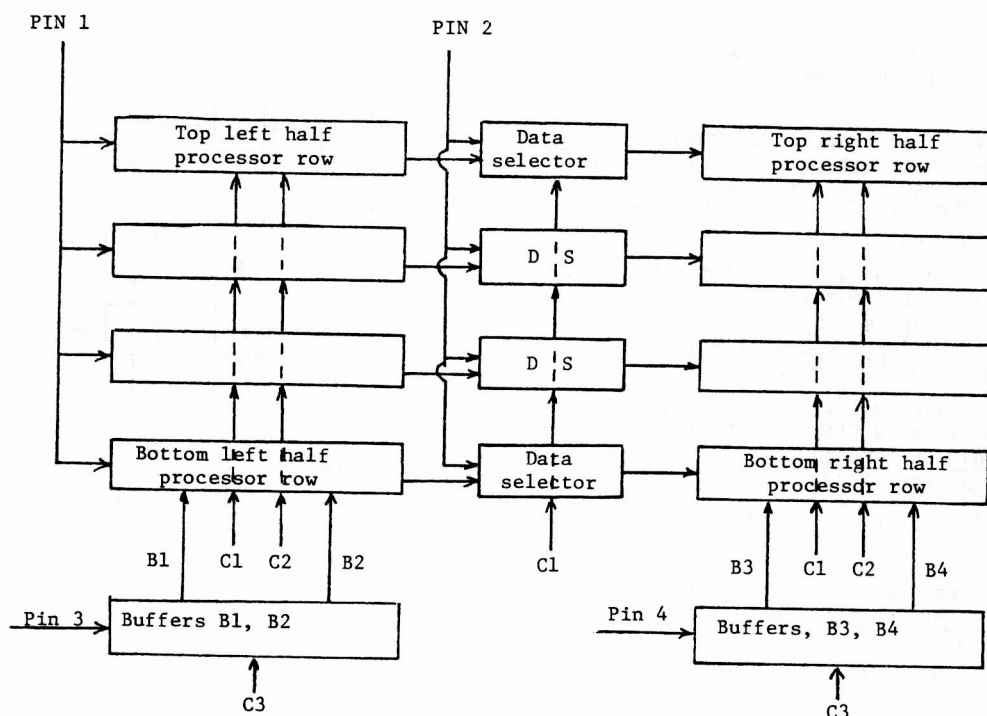 PIN 1
PIN 2
Top left half
processor row
Data
selector
Top right half
processor row
D S
D S
Bottom left half
processor row
Data
selector
Bottom right half
processor row
B1
C1
C2
B2
C1
B3
C1
C2
B4
Pin 3
Buffers B1, B2
Pin 4
Buffers, B3, B4
C3
C3